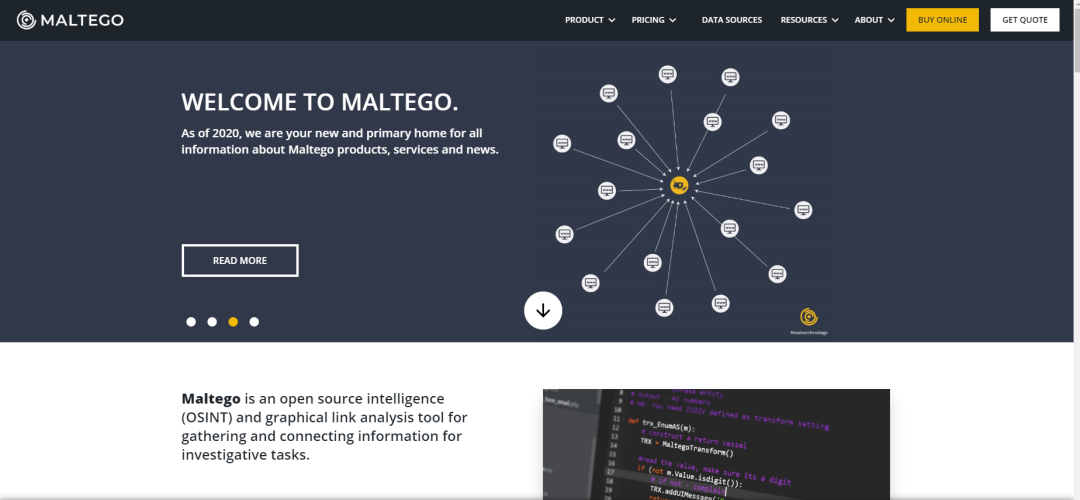 MALTEGO
PRODUCT PRICING DATA SOURCES RESOURCES ABOUT BUY ONLINE GET QUOTE
WELCOME TO MALTEGO.
As of 2020, we are your new and primary home for all
information about Maltego products, services and news.
READ MORE
Maltego is an open source intelligence
(OSINT) and graphical link analysis tool for
gathering and connecting information for
investigative tasks.
# Output - AS numbers
# NB You need ISDIV defined as transform setting
def trx_EnumAS(m):
# construct a return vessel
TRX = MaltegoTransform()
#read the value, make sure its a digit
if (not m.Value.isdigit()):
# if not - complain
TRX.addUIMessage(